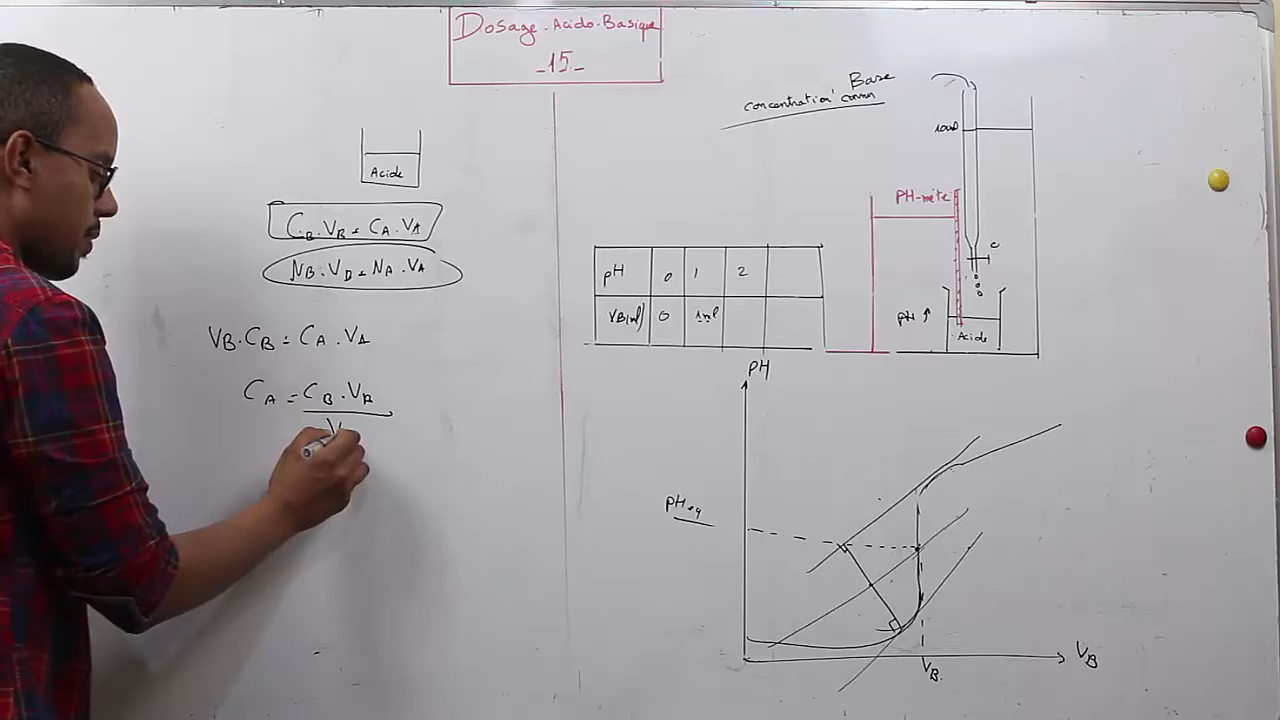 Dosage-Acido-Basique
-15-
Acide
CB.VB = CA.VA
NB.VB = NA.VA
VB.CB = CA.VA
CA = CB.VB
V
Base
concentration
PH-mètre
c
pH ↑
Acide
pH 0 1 2
VB(ml) 0 1ml
PH
pHeq
VB
VB